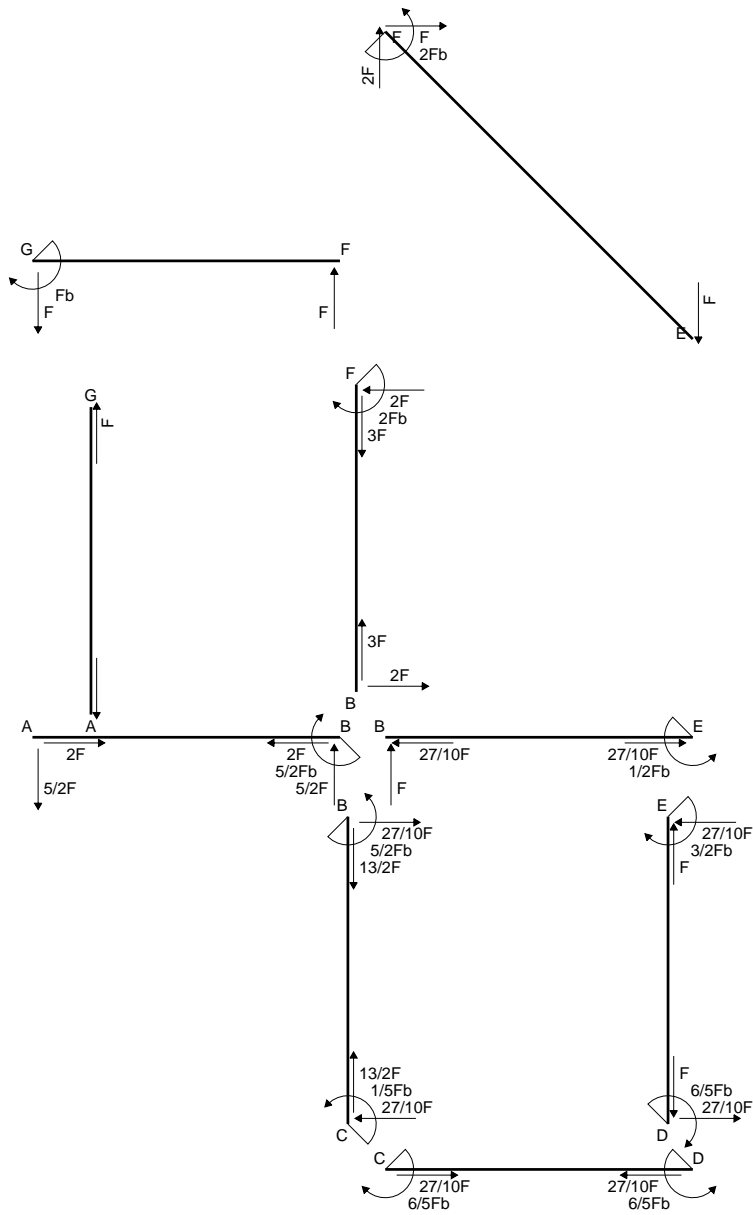 F
F
2Fb
2F
G
F
Fb
F
F
F
E
F
2F
2Fb
3F
G
F
3F
2F
B
A
A
B
B
E
2F
2F
27/10F
27/10F
5/2Fb
1/2Fb
5/2F
5/2F
F
B
27/10F
5/2Fb
13/2F
E
27/10F
3/2Fb
F
13/2F
1/5Fb
27/10F
C
F
6/5Fb
27/10F
D
C
D
27/10F
6/5Fb
27/10F
6/5Fb